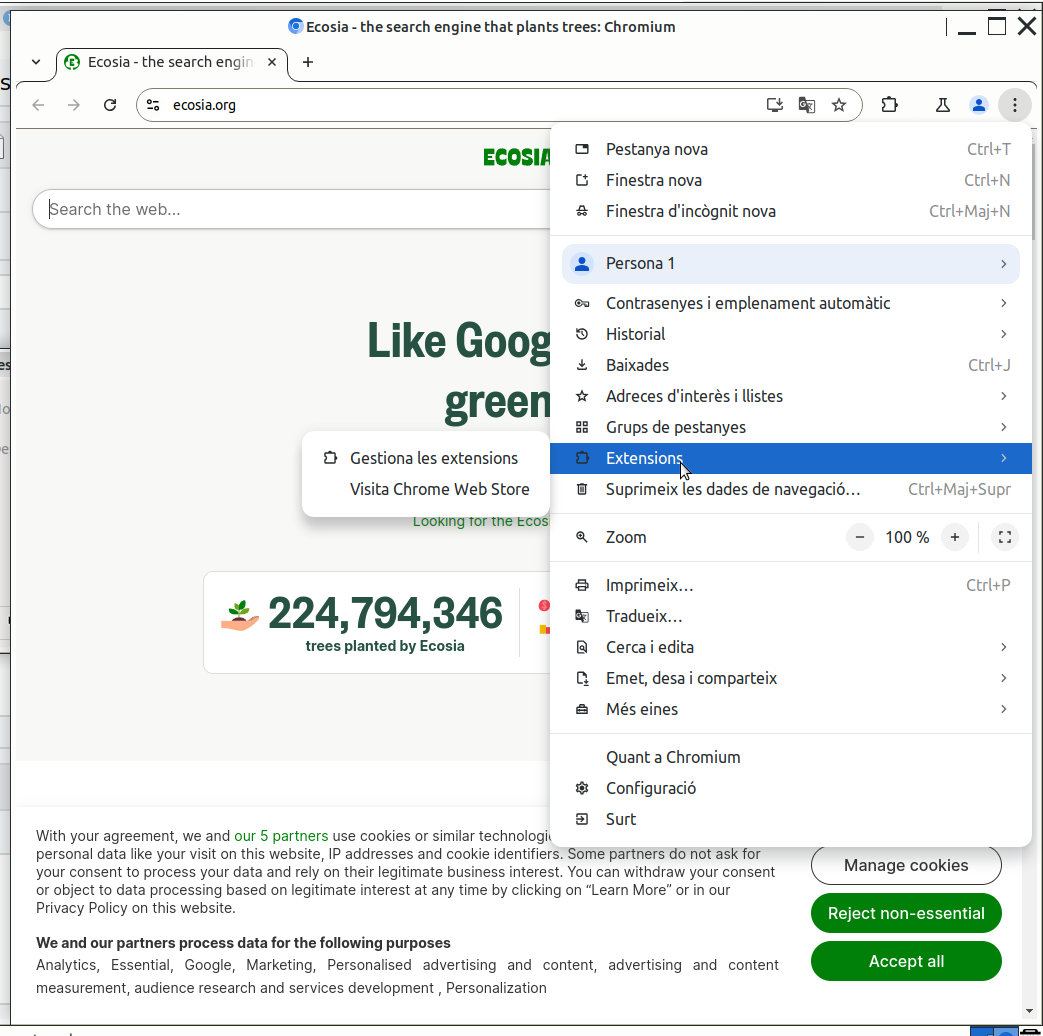 Ecosia - the search engine that plants trees: Chromium
Ecosia - the search engin
ecosia.org
ECOSIA
Search the web...
Like Goog
green
Looking for the Ecos
224,794,346
trees planted by Ecosia
Pestanya nova Ctrl+T
Finestra nova Ctrl+N
Finestra d'incògnit nova Ctrl+Maj+N
Persona 1
Contrasenyes i emplenament automàtic
Historial
Baixades Ctrl+J
Adreces d'interès i llistes
Grups de pestanyes
Extensions
Gestiona les extensions
Visita Chrome Web Store
Suprimeix les dades de navegació… Ctrl+Maj+Supr
Zoom 100 %
Imprimeix… Ctrl+P
Tradueix…
Cerca i edita
Emet, desa i comparteix
Més eines
Quant a Chromium
Configuració
Surt
With your agreement, we and our 5 partners use cookies or similar
personal data like your visit on this website, IP addresses and cookie identifiers. Some partners do not ask for
your consent to process your data and rely on their legitimate business interest. You can withdraw your consent
or object to data processing based on legitimate interest at any time by clicking on “Learn More” or in our
Privacy Policy on this website.
We and our partners process data for the following purposes
Analytics, Essential, Google, Marketing, Personalised advertising and content, advertising and content
measurement, audience research and services development , Personalization
Manage cookies
Reject non-essential
Accept all